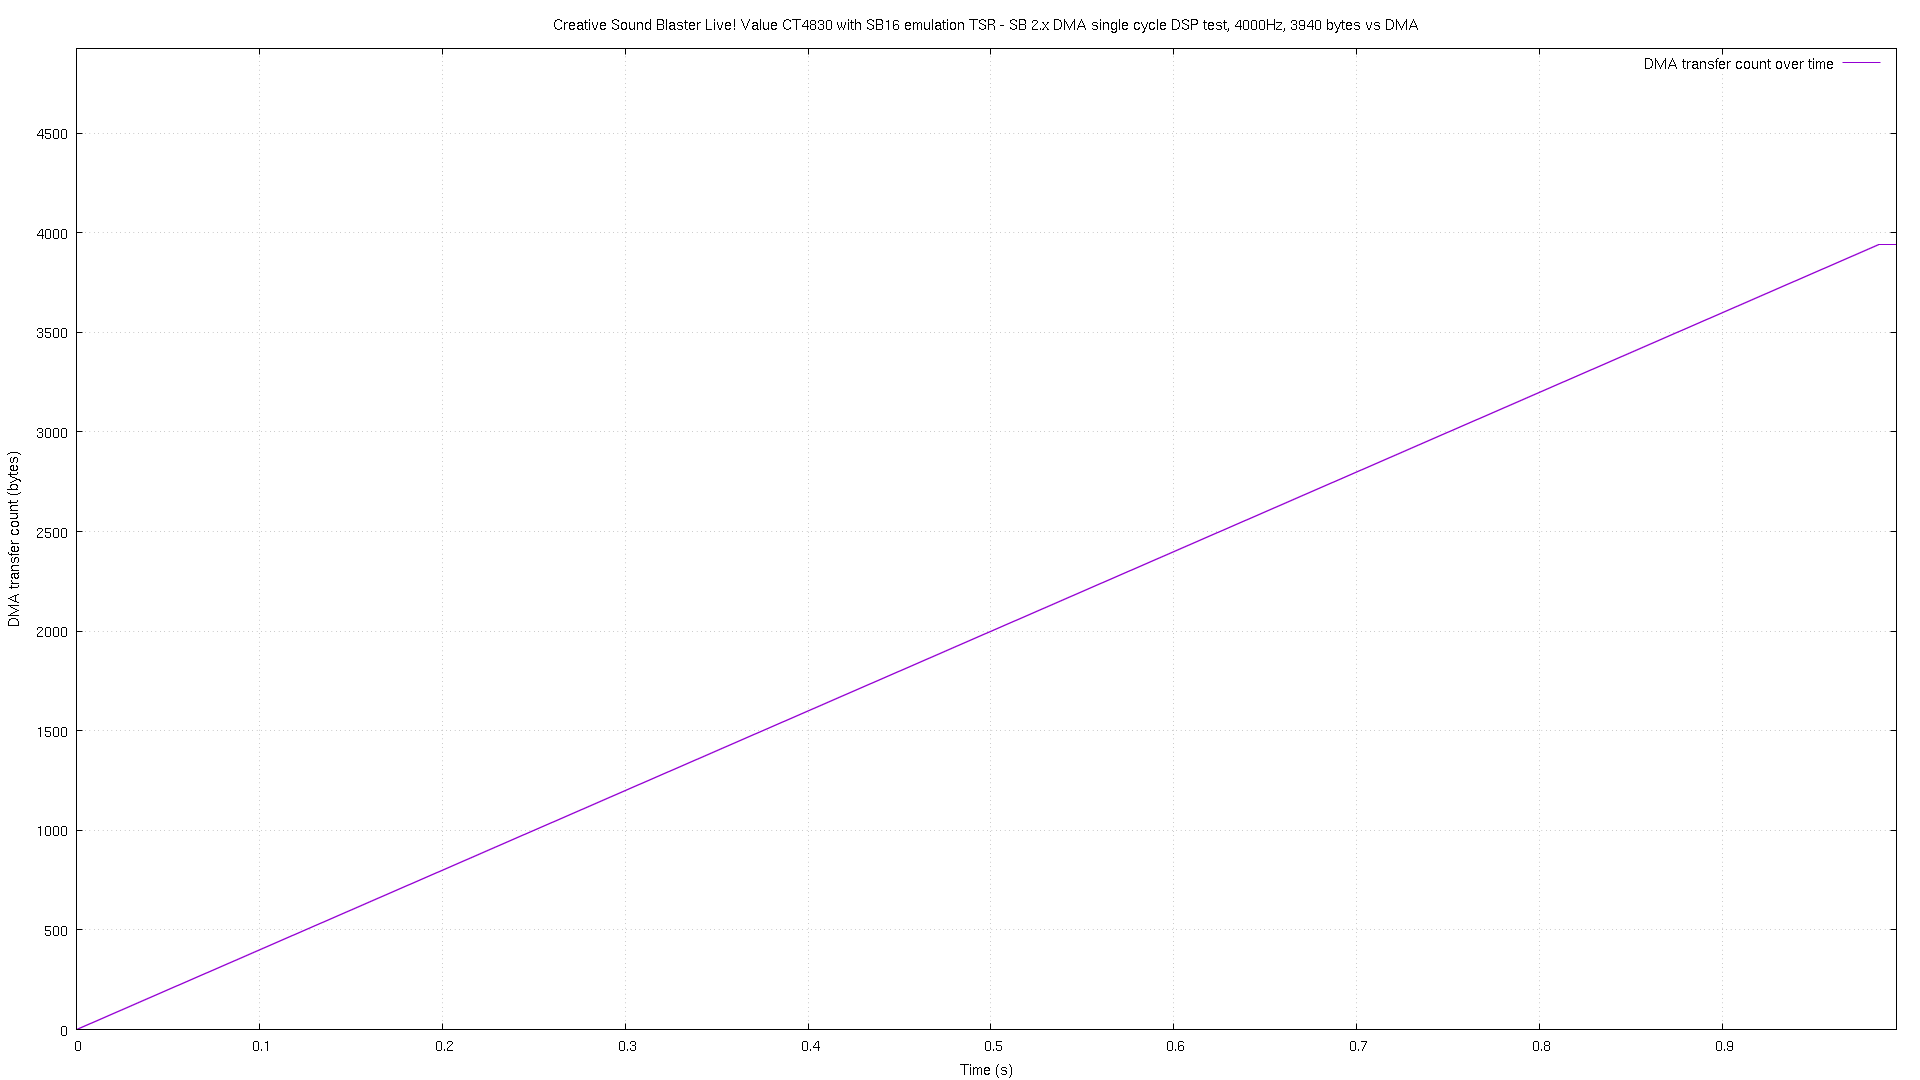 Creative Sound Blaster Live! Value CT4830 with SB16 emulation TSR - SB 2.x DMA single cycle DSP test, 4000Hz, 3940 bytes vs DMA
DMA transfer count over time
4500
4000
3500
3000
2500
2000
1500
1000
500
0
DMA transfer count (bytes)
0 0.1 0.2 0.3 0.4 0.5 0.6 0.7 0.8 0.9
Time (s)